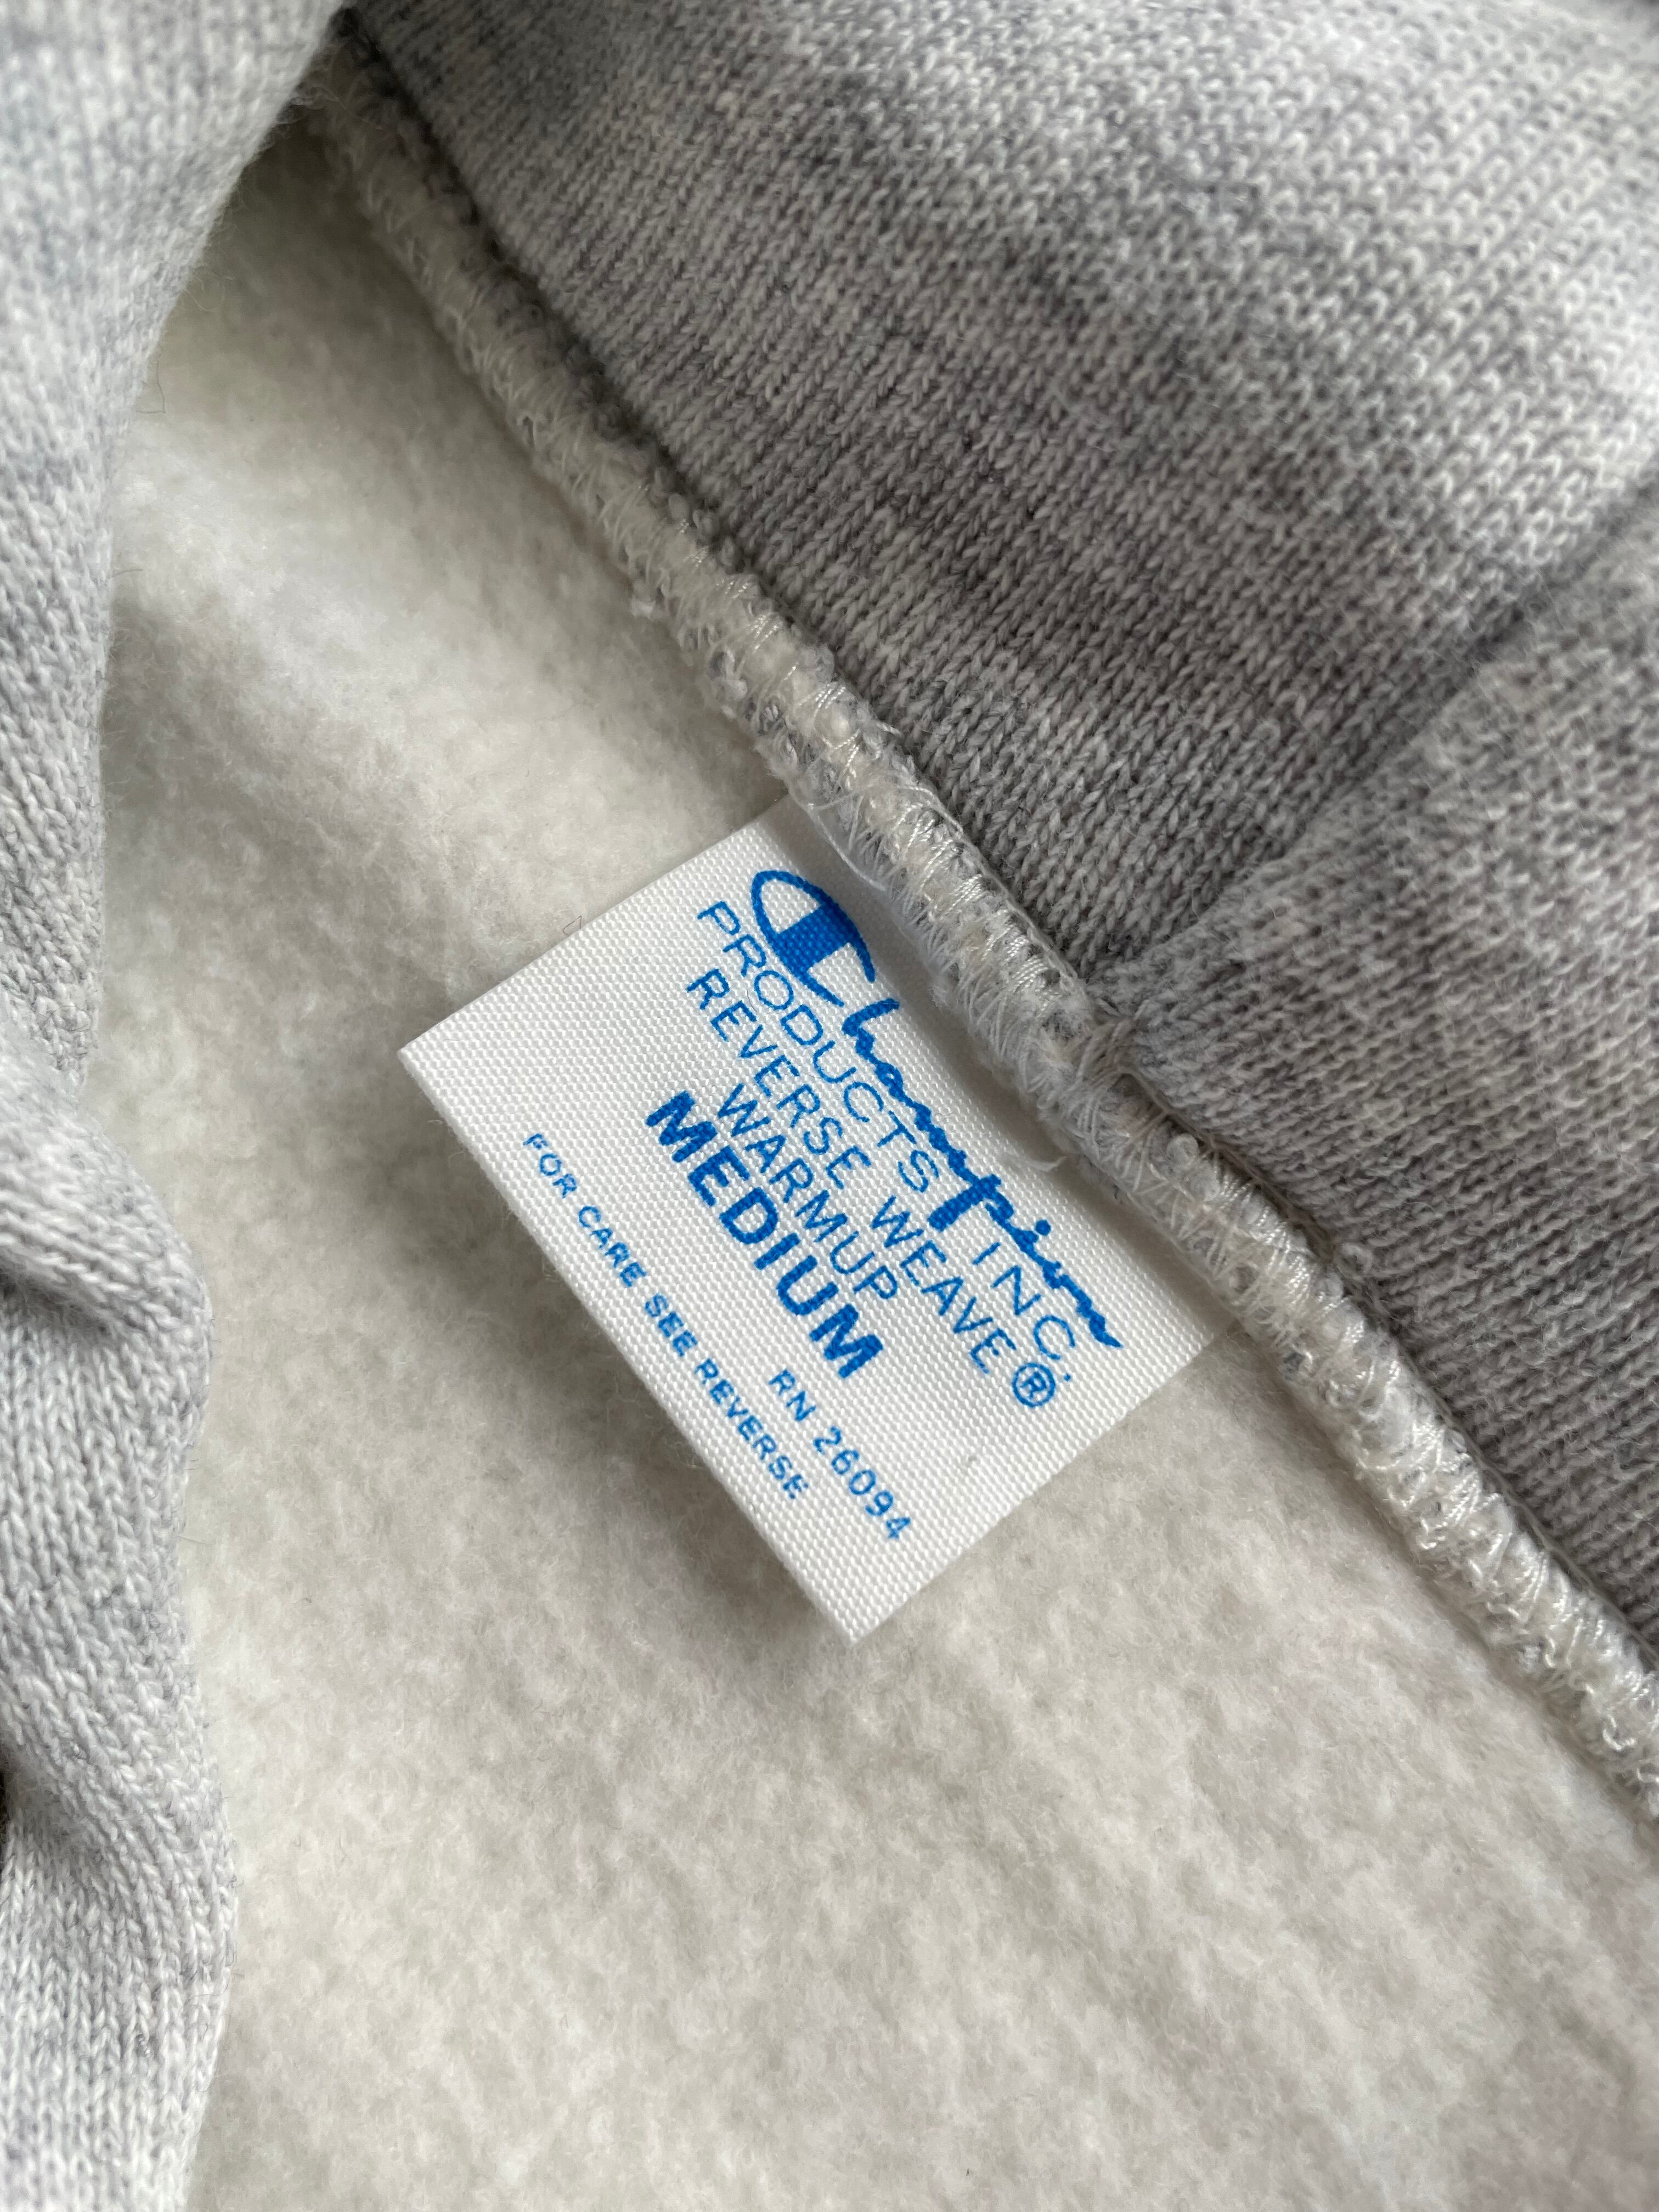 Champion
PRODUCTS INC.
REVERSE WEAVE ®
WARMUP
MEDIUM
RN 26094
FOR CARE SEE REVERSE